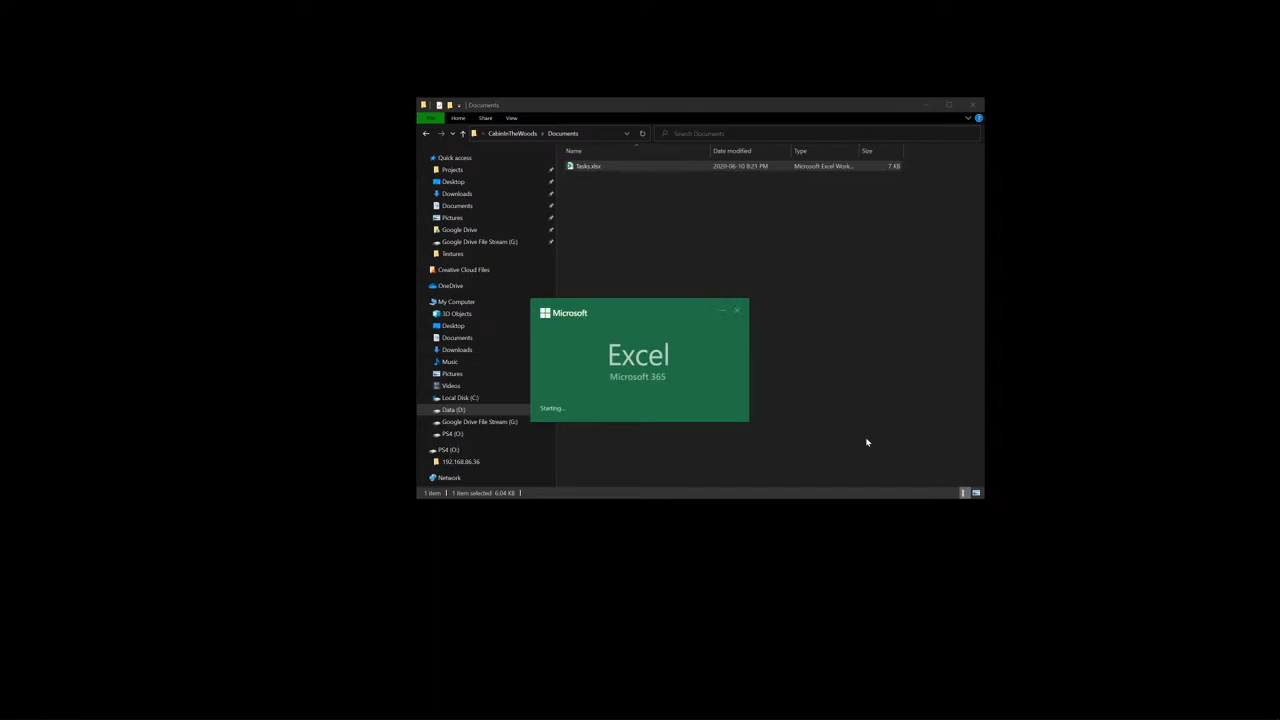 Documents
File Home Share View
CabinInTheWoods > Documents Search Documents
Name Date modified Type Size
Tasks.xlsx 2020-06-10 8:21 PM Microsoft Excel Work... 7 KB
Quick access
Projects
Desktop
Downloads
Documents
Pictures
Google Drive
Google Drive File Stream (G:)
Textures
Creative Cloud Files
OneDrive
My Computer
3D Objects
Desktop
Documents
Downloads
Music
Pictures
Videos
Local Disk (C:)
Data (D:)
Google Drive File Stream (G:)
PS4 (O:)
PS4 (O:)
192.168.86.36
Network
Microsoft
Excel
Microsoft 365
Starting...
1 item 1 item selected 6.04 KB